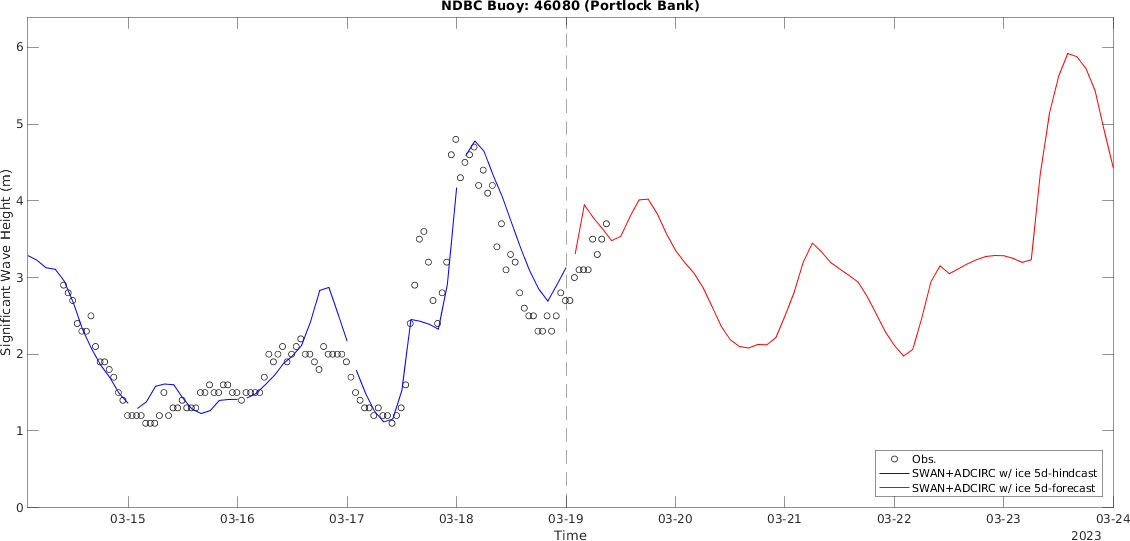 NDBC Buoy: 46080 (Portlock Bank)
Significant Wave Height (m)
6
5
4
3
2
1
0
Obs.
SWAN+ADCIRC w/ ice 5d-hindcast
SWAN+ADCIRC w/ ice 5d-forecast
03-15 03-16 03-17 03-18 03-19 03-20 03-21 03-22 03-23 03-24
Time
2023